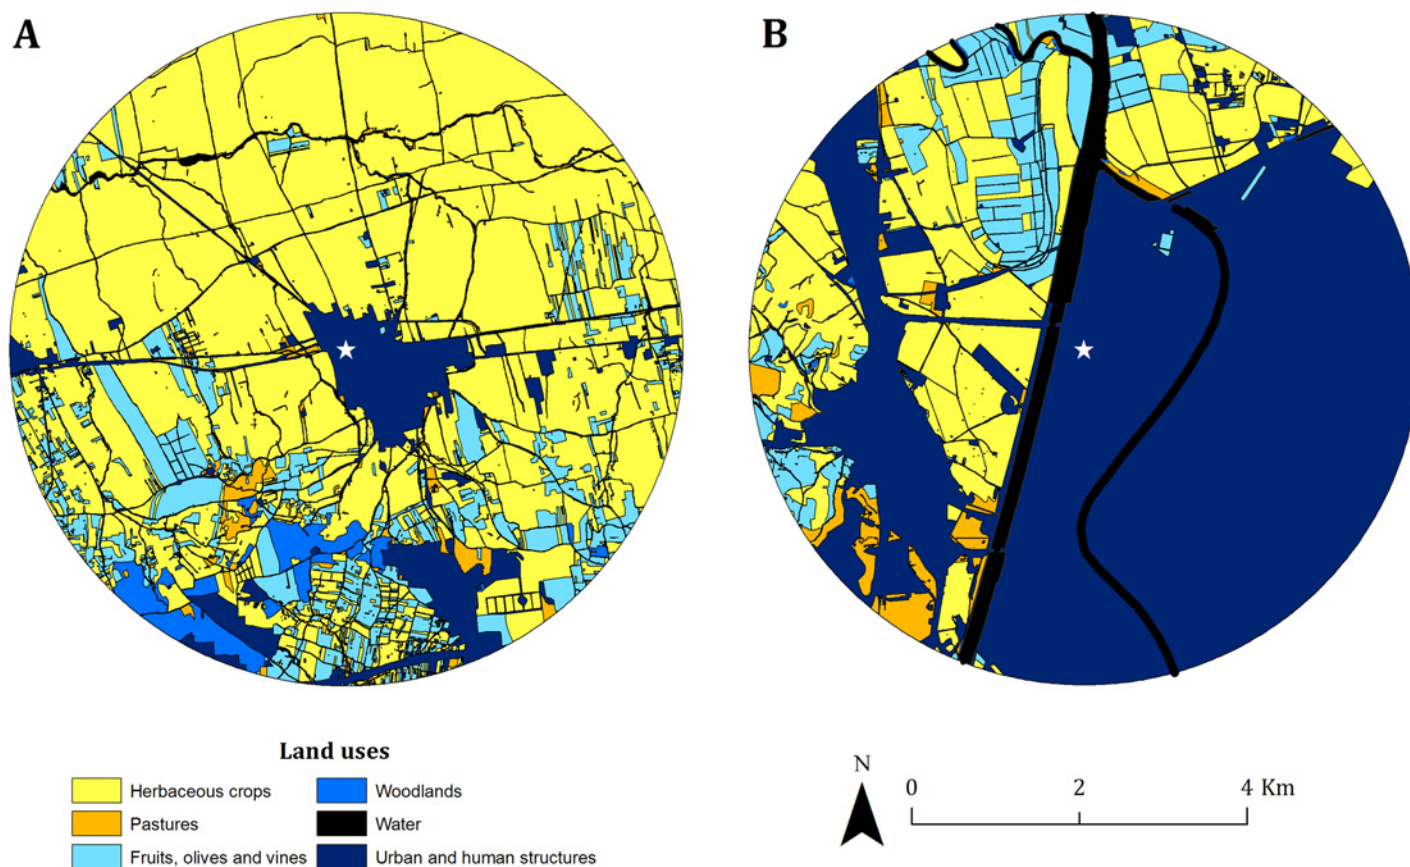 A
B
Land uses
Herbaceous crops
Woodlands
Pastures
Water
Fruits, olives and vines
Urban and human structures
N
0 2 4 Km